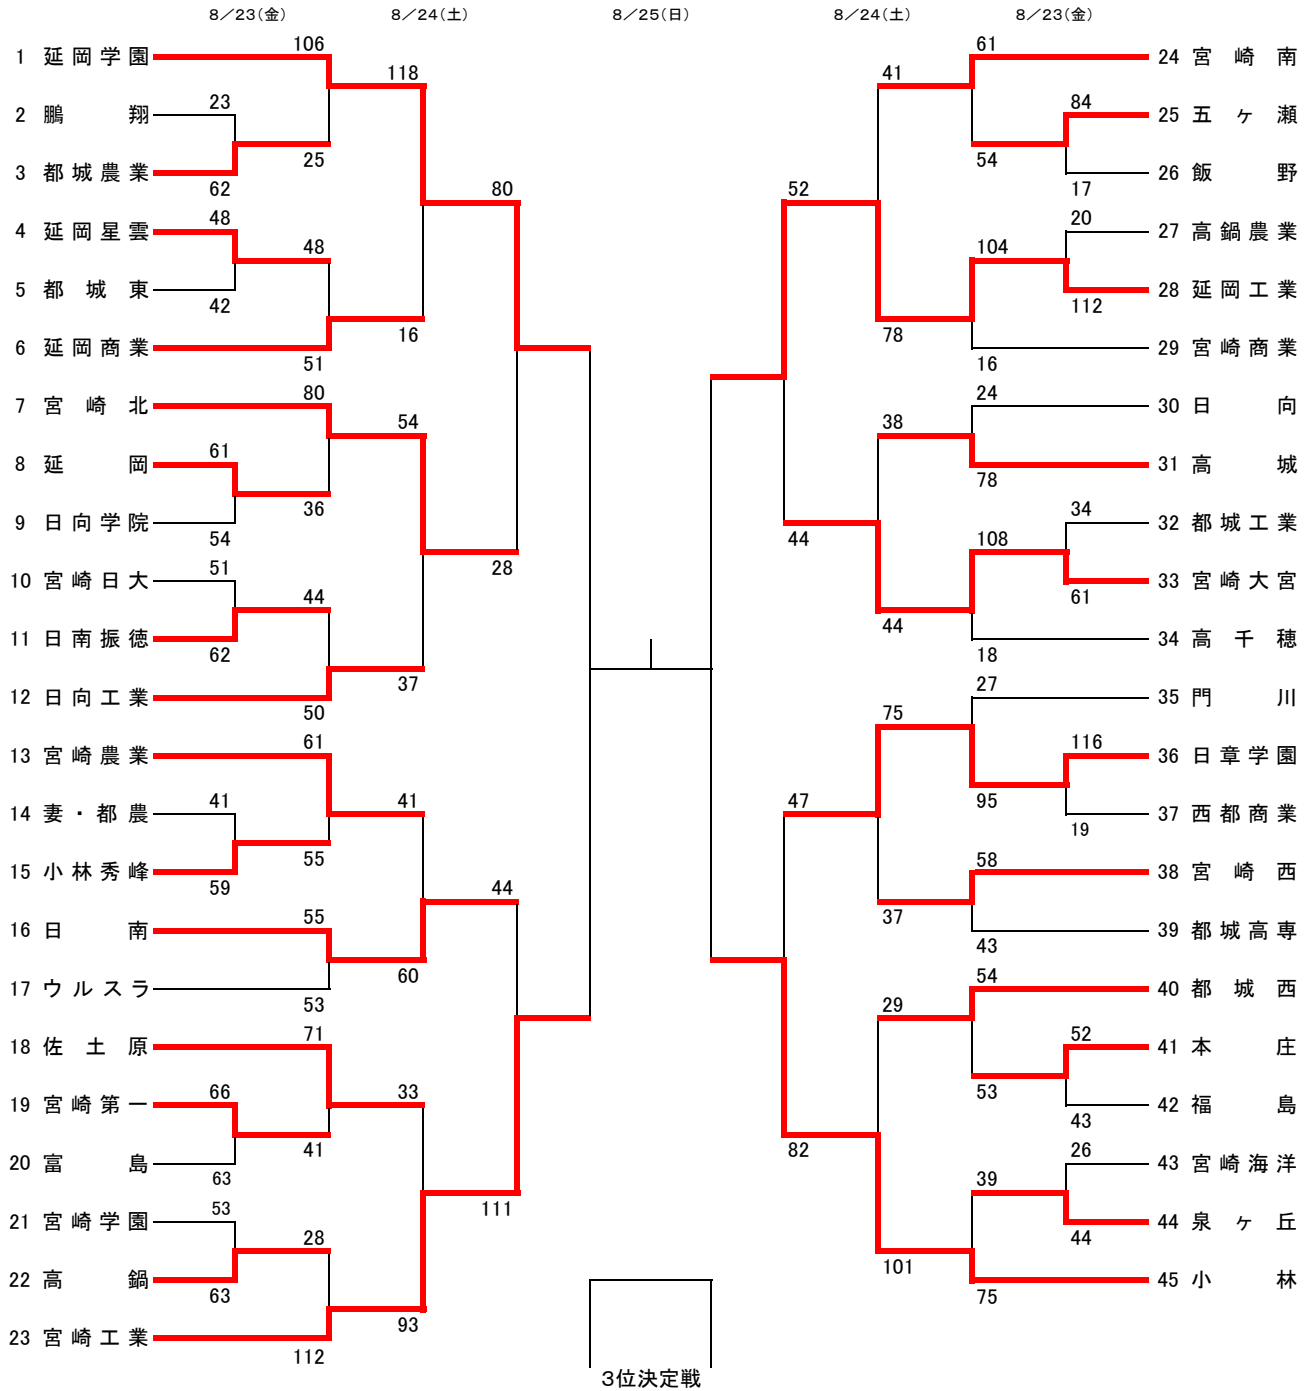 8／23（金） 8／24（土） 8／25（日） 8／24（土） 8／23（金）
1 延岡学園 106
118
2 鵬翔 23
3 都城農業 62
25
80
4 延岡星雲 48
48
5 都城東 42
16
6 延岡商業 51
7 宮崎北 80
54
8 延岡 61
36
9 日向学院 54
28
10 宮崎日大 51
44
11 日南振徳 62
37
12 日向工業 50
13 宮崎農業 61
41
14 妻・都農 41
55
15 小林秀峰 59
44
16 日南 55
60
17 ウルスラ 53
18 佐土原 71
33
19 宮崎第一 66
41
20 富島 63
111
21 宮崎学園 53
28
22 高鍋 63
93
23 宮崎工業 112
61 24 宮崎南
41
84 25 五ヶ瀬
54
17 26 飯野
52
20 27 高鍋農業
104
112 28 延岡工業
78
16 29 宮崎商業
24 30 日向
38
78 31 高城
44
34 32 都城工業
108
61 33 宮崎大宮
44
18 34 高千穂
27 35 門川
75
116 36 日章学園
95
19 37 西都商業
47
58 38 宮崎西
37
43 39 都城高専
54 40 都城西
29
52 41 本庄
53
43 42 福島
82
26 43 宮崎海洋
39
44 44 泉ヶ丘
101
75 45 小林
3位決定戦